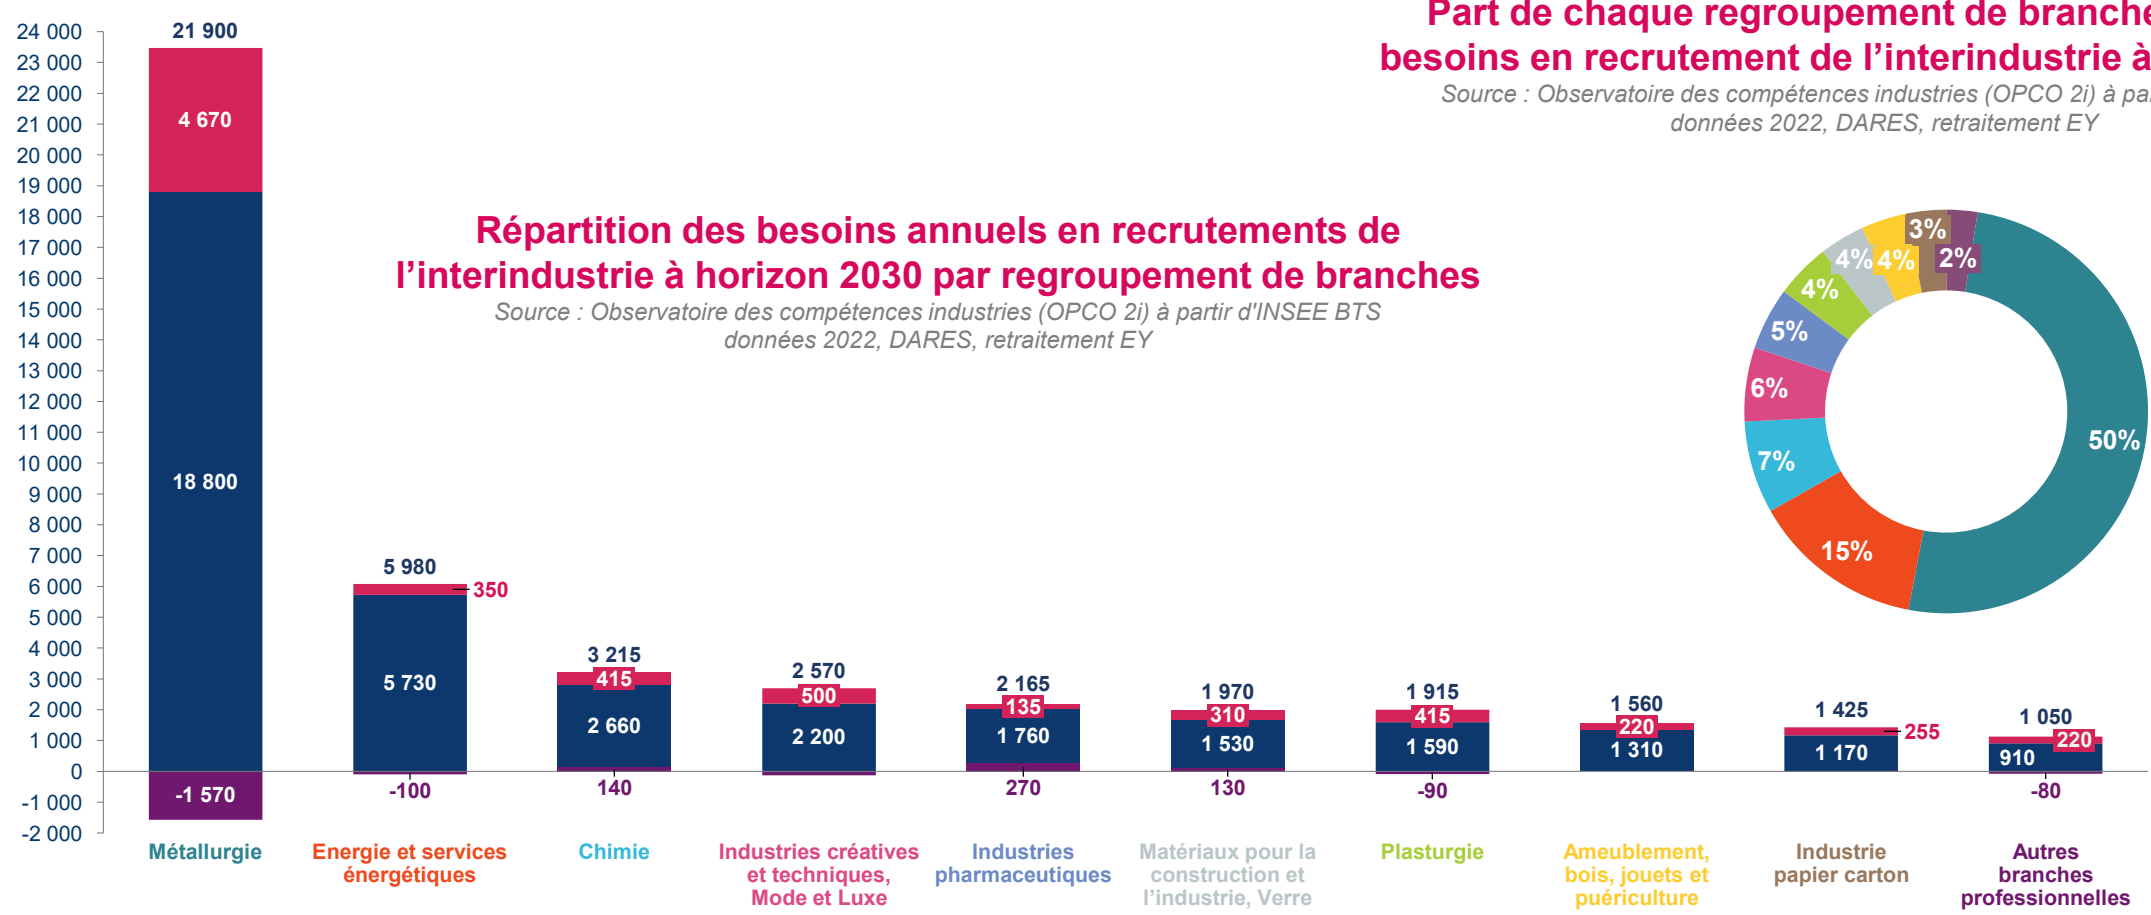 Part de chaque regroupement de branche
besoins en recrutement de l’interindustrie à
Source : Observatoire des compétences industries (OPCO 2i) à pa
données 2022, DARES, retraitement EY
Répartition des besoins annuels en recrutements de
l’interindustrie à horizon 2030 par regroupement de branches
Source : Observatoire des compétences industries (OPCO 2i) à partir d'INSEE BTS
données 2022, DARES, retraitement EY
24 000
23 000
22 000
21 000
20 000
19 000
18 000
17 000
16 000
15 000
14 000
13 000
12 000
11 000
10 000
9 000
8 000
7 000
6 000
5 000
4 000
3 000
2 000
1 000
0
-1 000
-2 000
21 900
4 670
18 800
-1 570
5 980
350
5 730
-100
3 215
415
2 660
140
2 570
500
2 200
2 165
135
1 760
270
1 970
310
1 530
130
1 915
415
1 590
-90
1 560
220
1 310
1 425
255
1 170
1 050
220
910
-80
Métallurgie
Energie et services
énergétiques
Chimie
Industries créatives
et techniques,
Mode et Luxe
Industries
pharmaceutiques
Matériaux pour la
construction et
l’industrie, Verre
Plasturgie
Ameublement,
bois, jouets et
puériculture
Industrie
papier carton
Autres
branches
professionnelles
50%
15%
7%
6%
5%
4%
4%
4%
3%
2%